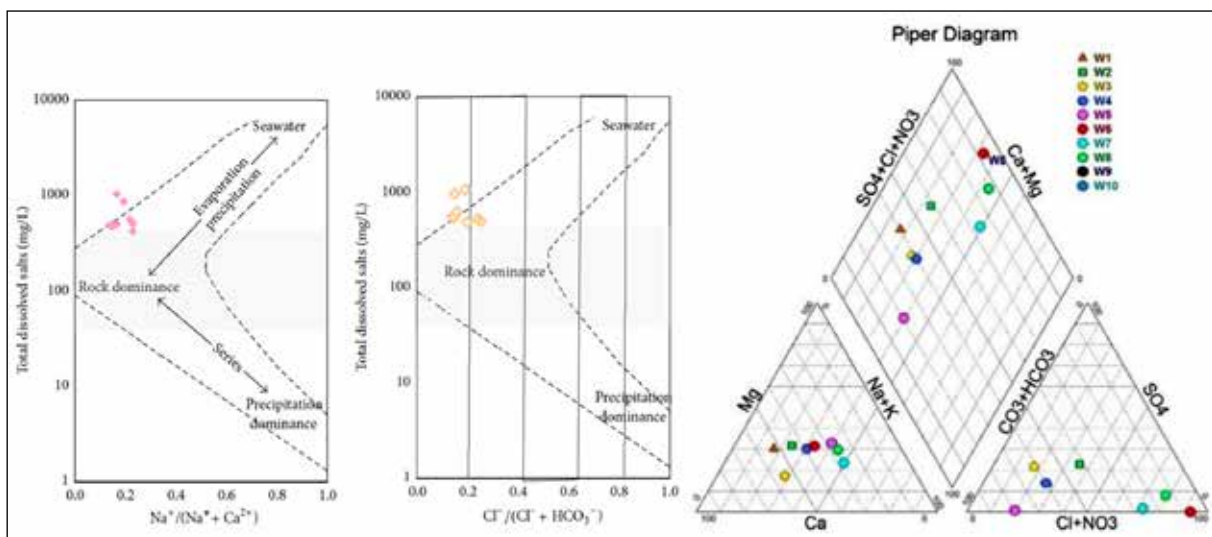 10000
1000
100
10
1
Total dissolved salts (mg/L)
Seawater
Evaporation
precipitation
Rock dominance
Series
Precipitation
dominance
0.0 0.2 0.4 0.6 0.8 1.0
Na⁺/(Na⁺ + Ca²⁺)
10000
1000
100
10
1
Total dissolved salts (mg/L)
Seawater
Rock dominance
Precipitation
dominance
0.0 0.2 0.4 0.6 0.8 1.0
Cl⁻/(Cl⁻ + HCO₃⁻)
Piper Diagram
W1
W2
W3
W4
W5
W6
W7
W8
W9
W10
SO4+Cl+NO3
Ca+Mg
0
0
100
Mg
Na+K
Ca
100
CO3+HCO3
SO4
Cl+NO3
100